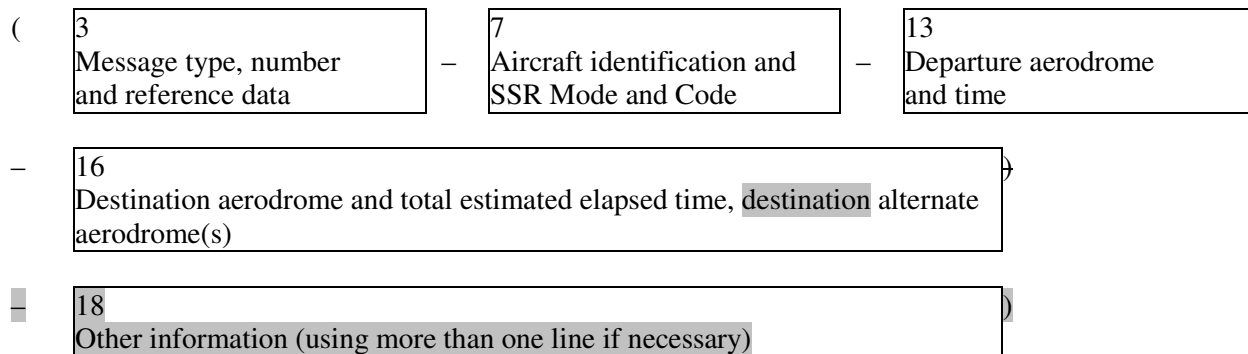 ( 3 7 13
Message type, number – Aircraft identification and – Departure aerodrome
and reference data SSR Mode and Code and time
– 16 )
Destination aerodrome and total estimated elapsed time, destination alternate
aerodrome(s)
– 18 )
Other information (using more than one line if necessary)